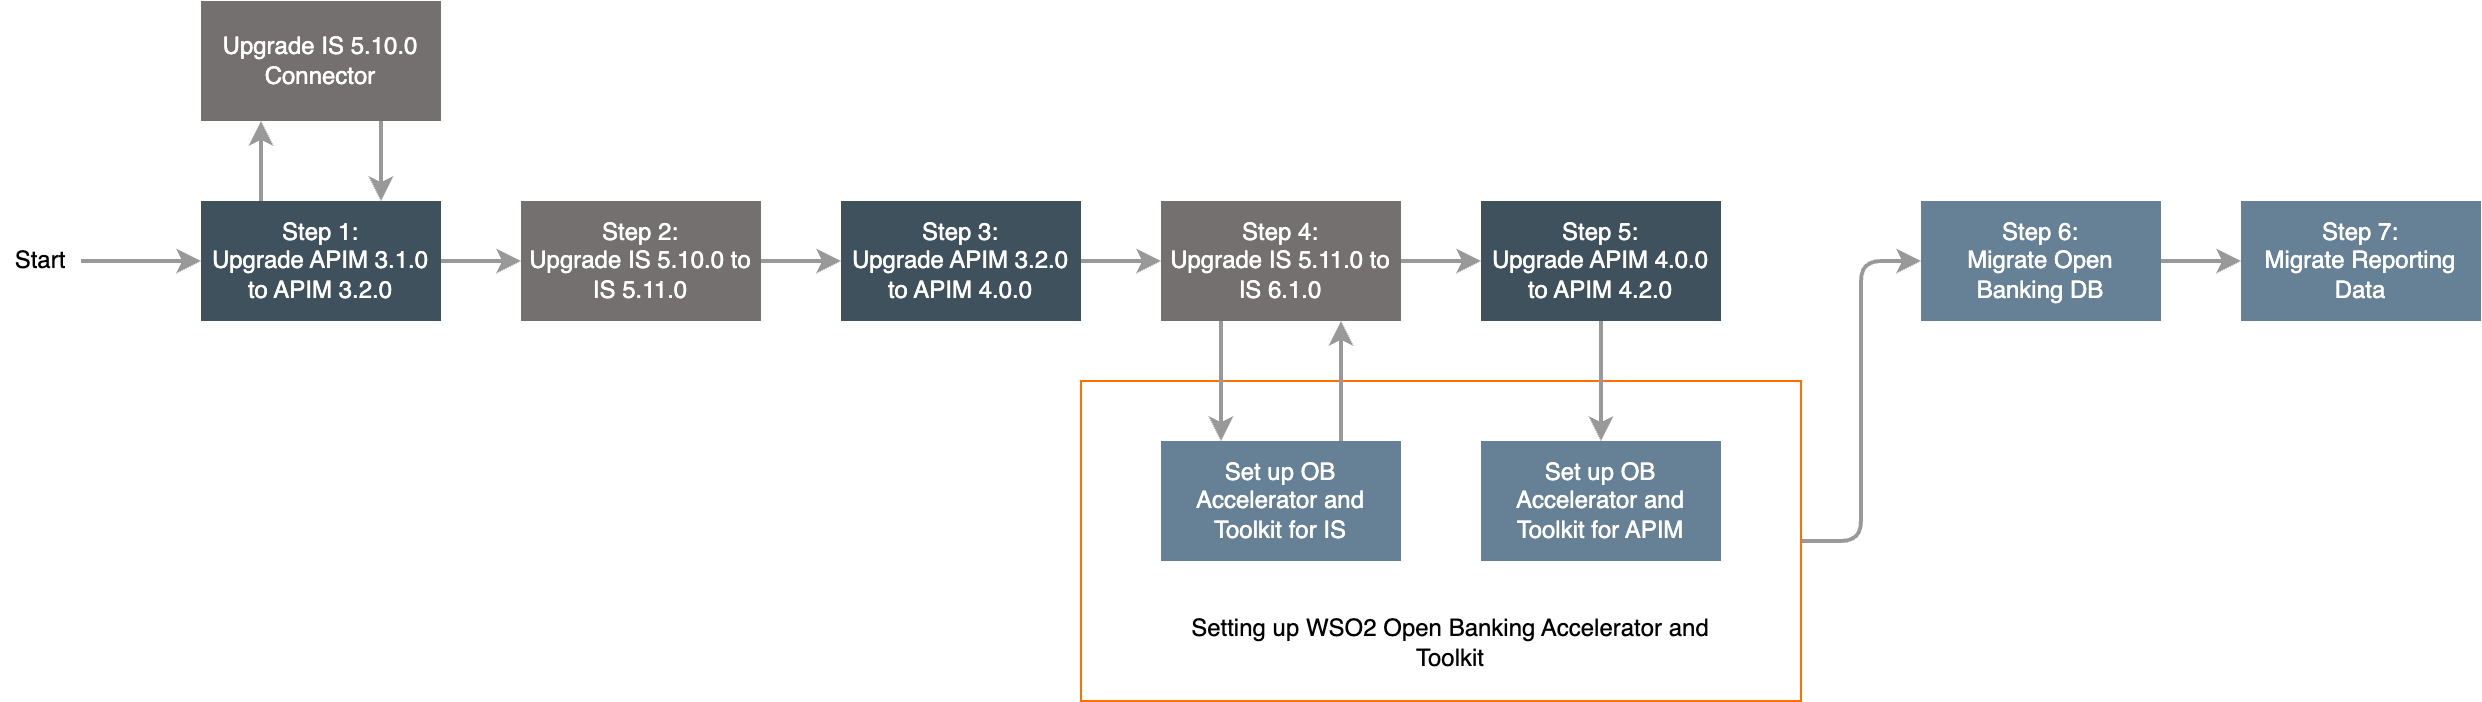 Upgrade IS 5.10.0
Connector
Start
Step 1:
Upgrade APIM 3.1.0
to APIM 3.2.0
Step 2:
Upgrade IS 5.10.0 to
IS 5.11.0
Step 3:
Upgrade APIM 3.2.0
to APIM 4.0.0
Step 4:
Upgrade IS 5.11.0 to
IS 6.1.0
Step 5:
Upgrade APIM 4.0.0
to APIM 4.2.0
Step 6:
Migrate Open
Banking DB
Step 7:
Migrate Reporting
Data
Set up OB
Accelerator and
Toolkit for IS
Set up OB
Accelerator and
Toolkit for APIM
Setting up WSO2 Open Banking Accelerator and
Toolkit